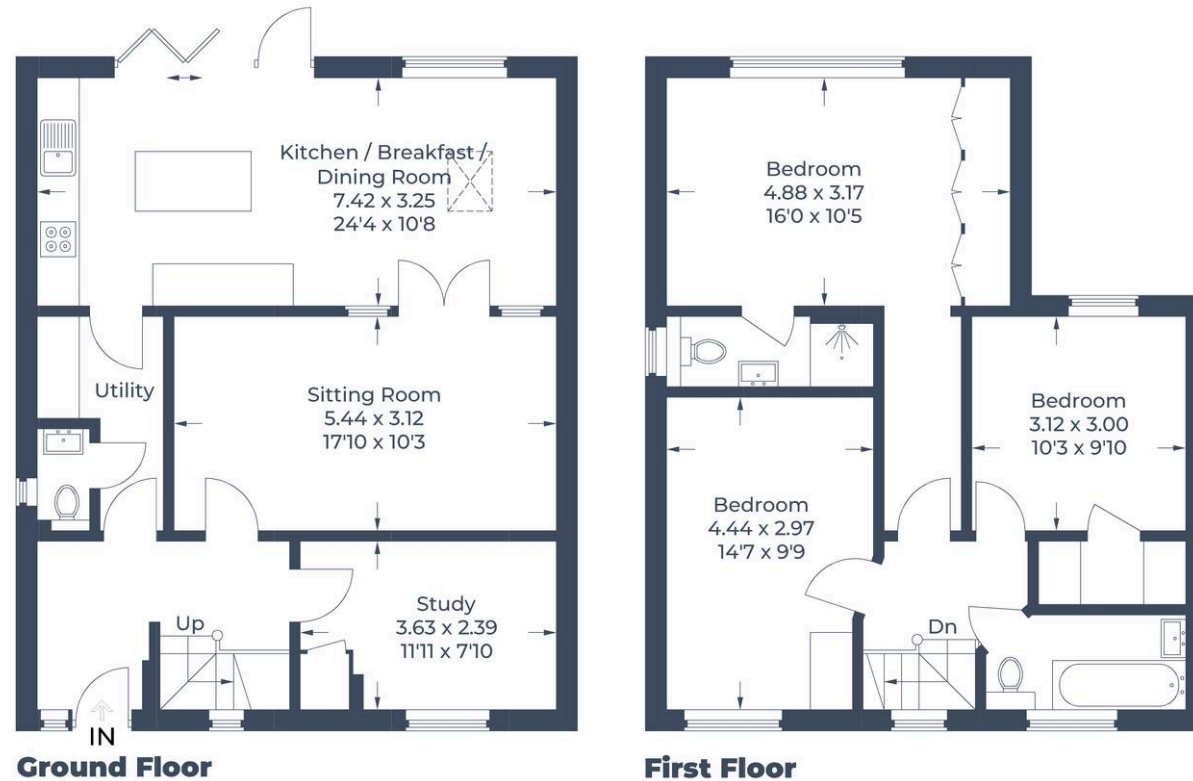 Kitchen / Breakfast /
Dining Room
7.42 x 3.25
24'4 x 10'8
Utility
Sitting Room
5.44 x 3.12
17'10 x 10'3
Study
3.63 x 2.39
11'11 x 7'10
Up
IN
Ground Floor
Bedroom
4.88 x 3.17
16'0 x 10'5
Bedroom
3.12 x 3.00
10'3 x 9'10
Bedroom
4.44 x 2.97
14'7 x 9'9
Dn
First Floor